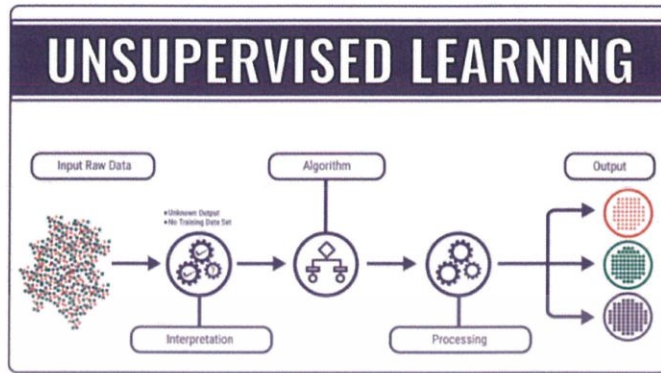 UNSUPERVISED LEARNING
Input Raw Data
Algorithm
Output
•Unknown Output
•No Training Data Set
Interpretation
Processing